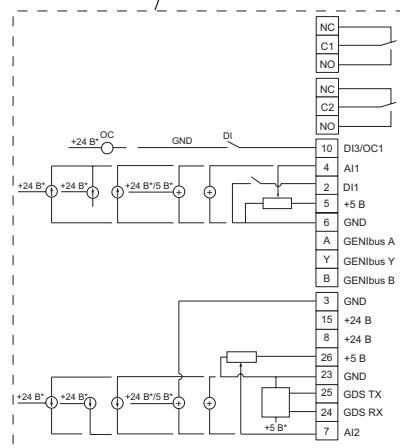 NC
C1
NO
NC
C2
NO
+24 B* OC GND DI 10 DI3/OC1
4 AI1
+24 B* +24 B* +24 B*/5 B* 2 DI1
5 +5 B
6 GND
A GENIbus A
Y GENIbus Y
B GENIbus B
3 GND
15 +24 B
8 +24 B
26 +5 B
23 GND
+24 B* +24 B* +24 B*/5 B* 25 GDS TX
24 GDS RX
+5 B* 7 AI2